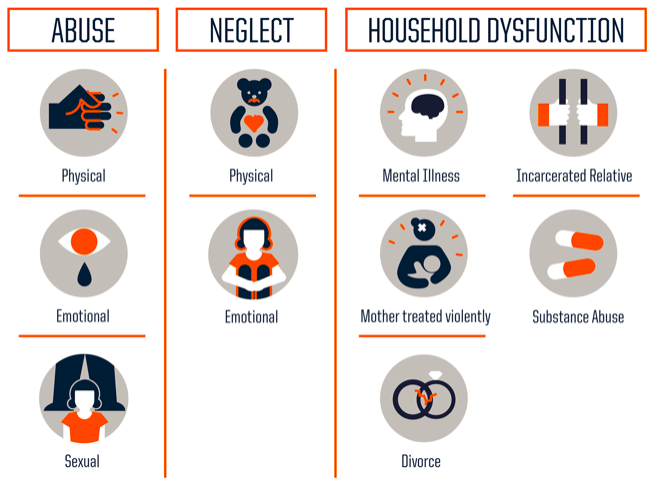 ABUSE
NEGLECT
HOUSEHOLD DYSFUNCTION
Physical
Physical
Mental Illness
Incarcerated Relative
Emotional
Emotional
Mother treated violently
Substance Abuse
Sexual
Divorce